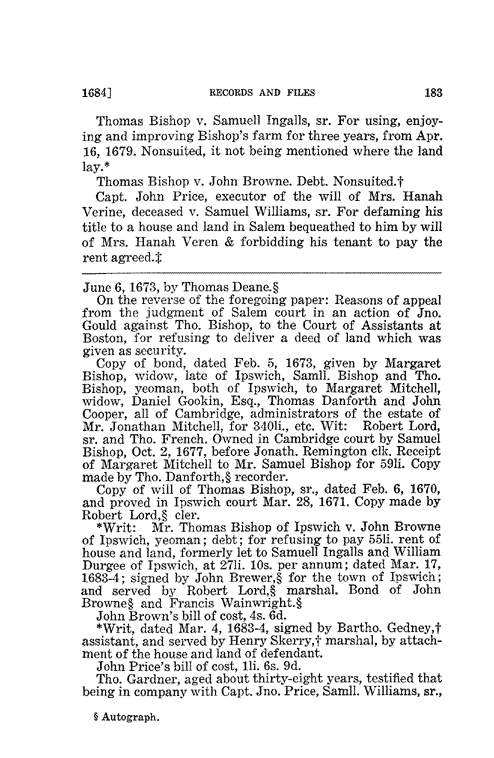 1684] RECORDS AND FILES 183
Thomas Bishop v. Samuell Ingalls, sr. For using, enjoy-
ing and improving Bishop's farm for three years, from Apr.
16, 1679. Nonsuited, it not being mentioned where the land
lay.*
Thomas Bishop v. John Browne. Debt. Nonsuited.†
Capt. John Price, executor of the will of Mrs. Hanah
Verine, deceased v. Samuel Williams, sr. For defaming his
title to a house and land in Salem bequeathed to him by will
of Mrs. Hanah Veren & forbidding his tenant to pay the
rent agreed.‡
June 6, 1673, by Thomas Deane.§
On the reverse of the foregoing paper: Reasons of appeal
from the judgment of Salem court in an action of Jno.
Gould against Tho. Bishop, to the Court of Assistants at
Boston, for refusing to deliver a deed of land which was
given as security.
Copy of bond, dated Feb. 5, 1673, given by Margaret
Bishop, widow, late of Ipswich, Samll. Bishop and Tho.
Bishop, yeoman, both of Ipswich, to Margaret Mitchell,
widow, Daniel Gookin, Esq., Thomas Danforth and John
Cooper, all of Cambridge, administrators of the estate of
Mr. Jonathan Mitchell, for 340li., etc. Wit: Robert Lord,
sr. and Tho. French. Owned in Cambridge court by Samuel
Bishop, Oct. 2, 1677, before Jonath. Remington clk. Receipt
of Margaret Mitchell to Mr. Samuel Bishop for 59li. Copy
made by Tho. Danforth,§ recorder.
Copy of will of Thomas Bishop, sr., dated Feb. 6, 1670,
and proved in Ipswich court Mar. 28, 1671. Copy made by
Robert Lord,§ cler.
*Writ: Mr. Thomas Bishop of Ipswich v. John Browne
of Ipswich, yeoman; debt; for refusing to pay 55li. rent of
house and land, formerly let to Samuell Ingalls and William
Durgee of Ipswich, at 27li. 10s. per annum; dated Mar. 17,
1683-4; signed by John Brewer,§ for the town of Ipswich;
and served by Robert Lord,§ marshal. Bond of John
Browne§ and Francis Wainwright.§
John Brown's bill of cost, 4s. 6d.
*Writ, dated Mar. 4, 1683-4, signed by Bartho. Gedney,†
assistant, and served by Henry Skerry,† marshal, by attach-
ment of the house and land of defendant.
John Price's bill of cost, 1li. 6s. 9d.
Tho. Gardner, aged about thirty-eight years, testified that
being in company with Capt. Jno. Price, Samll. Williams, sr.,
§ Autograph.